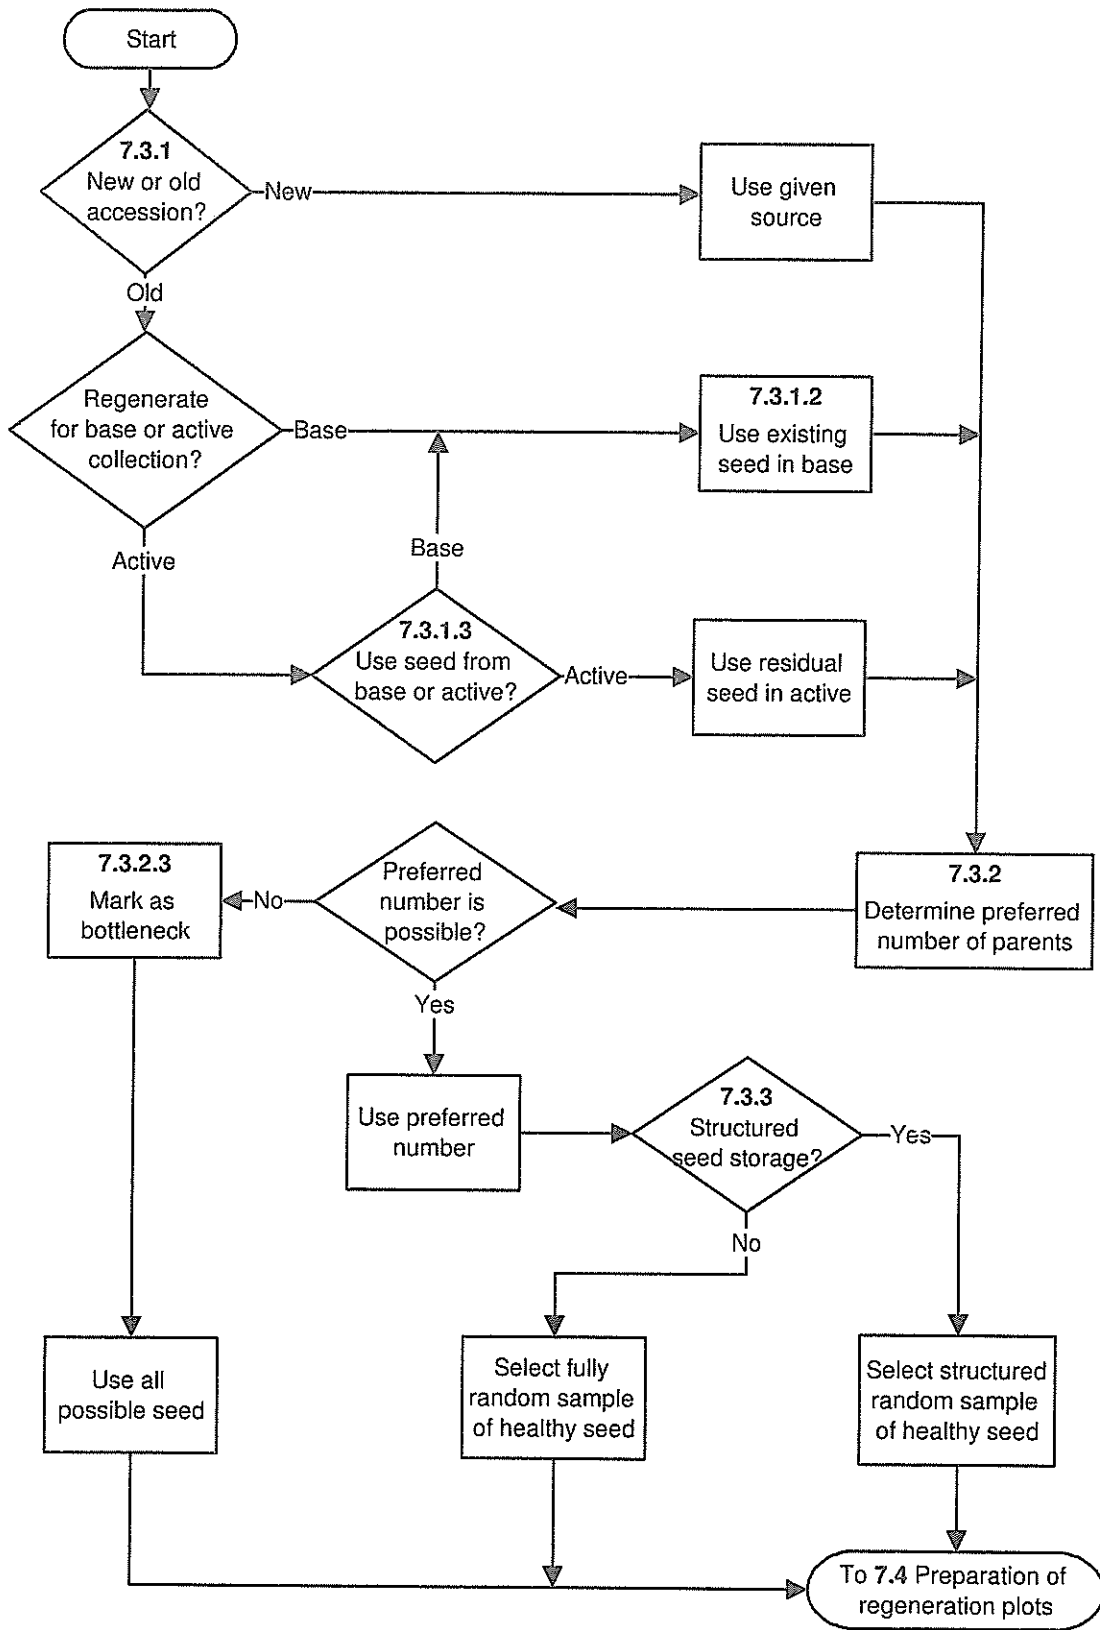 Start
7.3.1
New or old
accession?
New
Use given
source
Old
Regenerate
for base or active
collection?
Base
7.3.1.2
Use existing
seed in base
Active
Base
7.3.1.3
Use seed from
base or active?
Active
Use residual
seed in active
7.3.2.3
Mark as
bottleneck
No
Preferred
number is
possible?
7.3.2
Determine preferred
number of parents
Yes
Use preferred
number
7.3.3
Structured
seed storage?
Yes
No
Use all
possible seed
Select fully
random sample
of healthy seed
Select structured
random sample
of healthy seed
To 7.4 Preparation of
regeneration plots